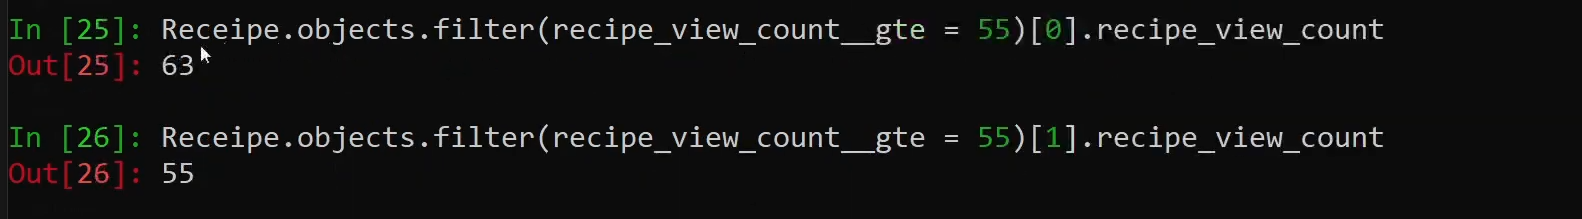 In [25]: Receipe.objects.filter(recipe_view_count__gte = 55)[0].recipe_view_count
Out[25]: 63
In [26]: Receipe.objects.filter(recipe_view_count__gte = 55)[1].recipe_view_count
Out[26]: 55